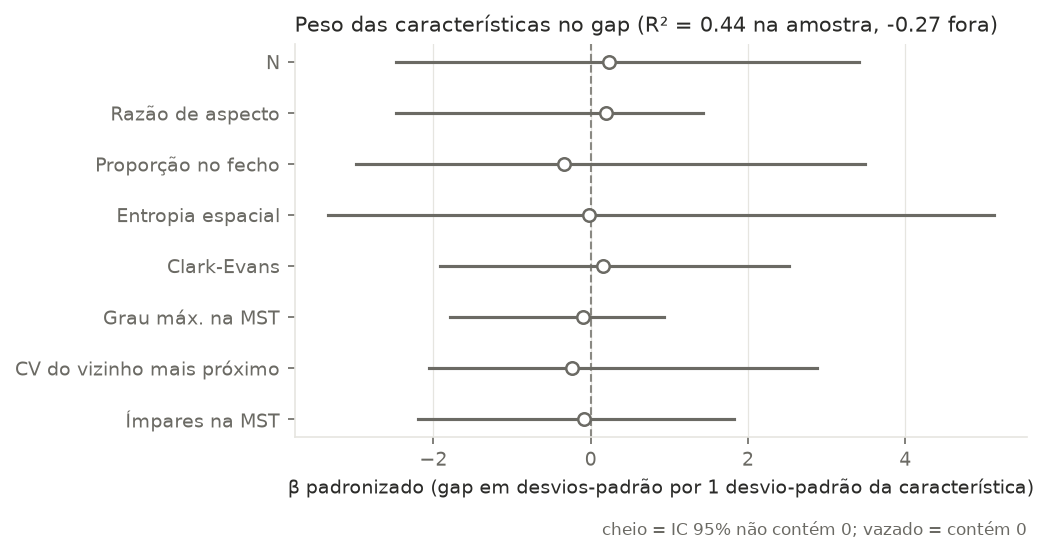 Peso das características no gap (R² = 0.44 na amostra, -0.27 fora)
N
Razão de aspecto
Proporção no fecho
Entropia espacial
Clark-Evans
Grau máx. na MST
CV do vizinho mais próximo
Ímpares na MST
−2 0 2 4
β padronizado (gap em desvios-padrão por 1 desvio-padrão da característica)
cheio = IC 95% não contém 0; vazado = contém 0